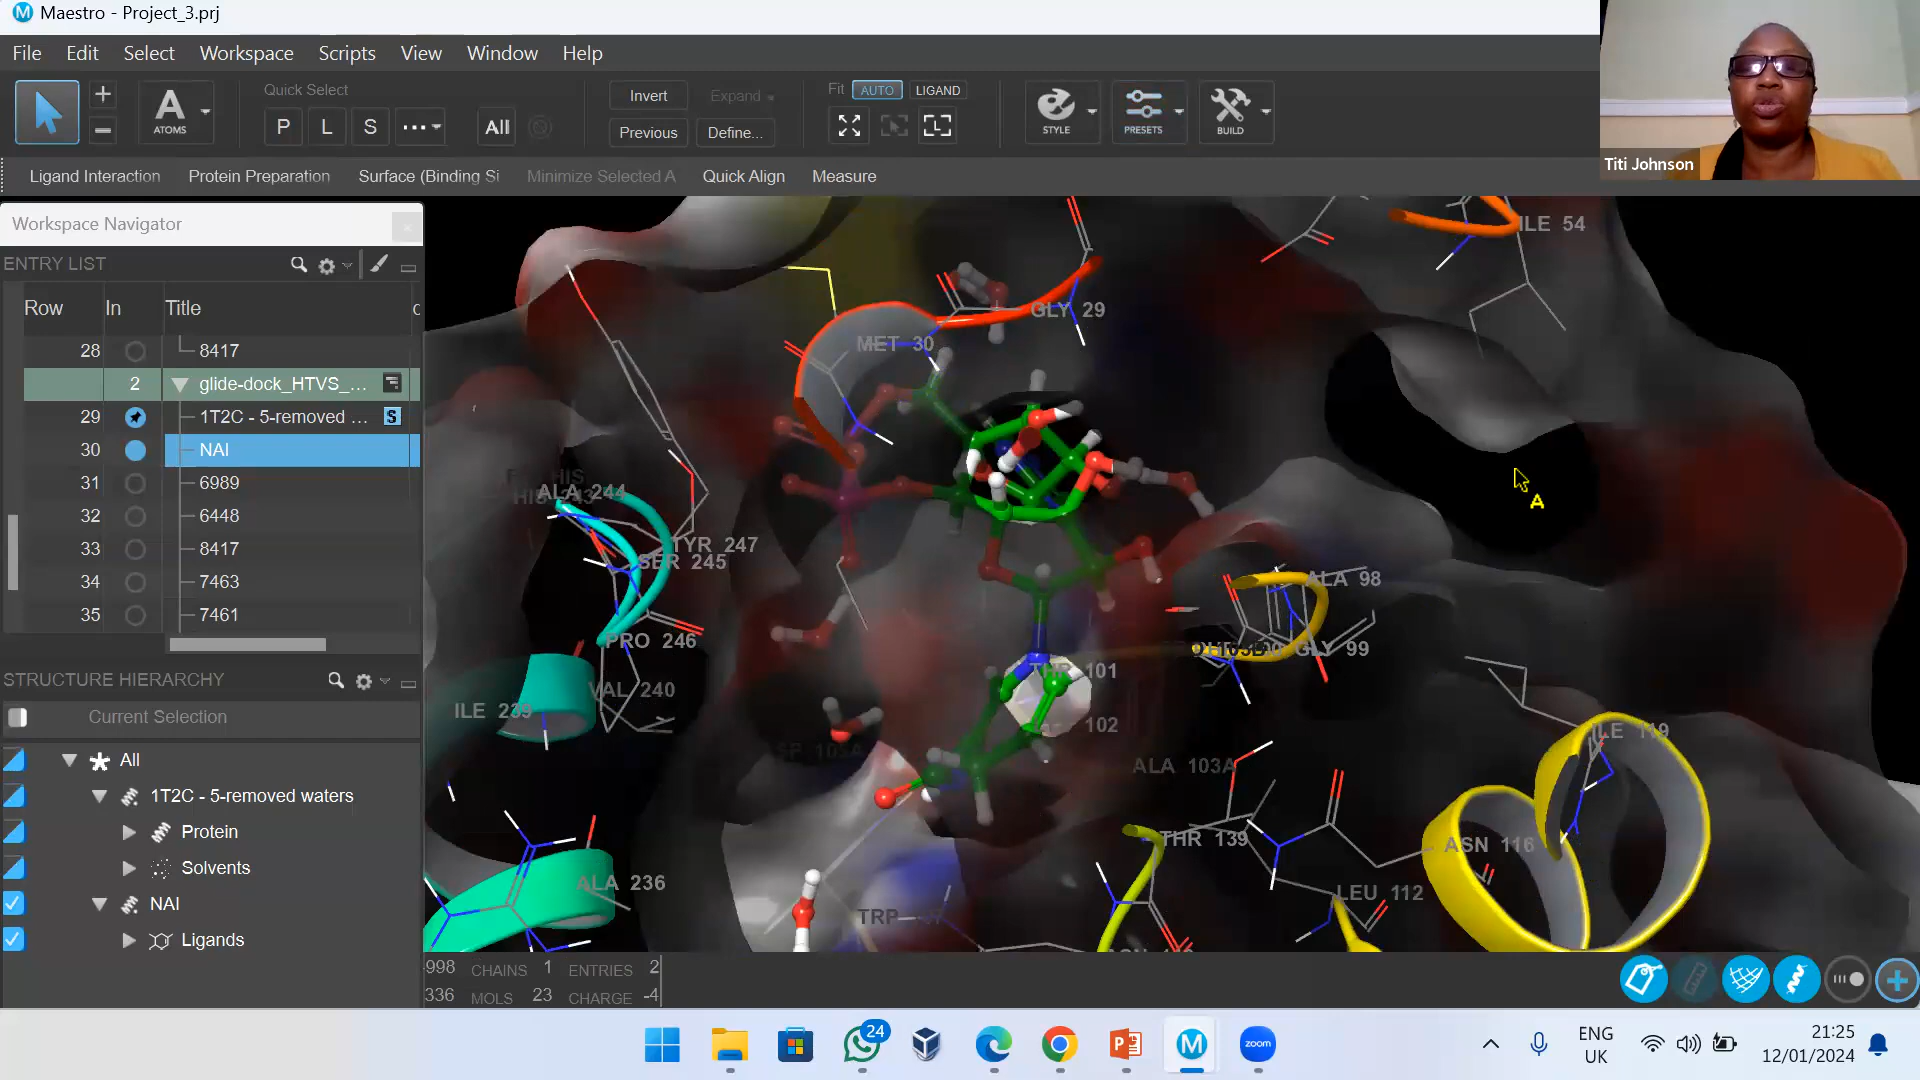 Maestro - Project_3.prj
File Edit Select Workspace Scripts View Window Help
ATOMS
Quick Select
P L S ... All
Invert Expand
Previous Define...
Fit AUTO LIGAND
STYLE PRESETS BUILD
Titi Johnson
Ligand Interaction Protein Preparation Surface (Binding Si Minimize Selected A Quick Align Measure
Workspace Navigator
ENTRY LIST
Row In Title
28 8417
2 glide-dock_HTVS_...
29 1T2C - 5-removed ... S
30 NAI
31 6989
32 6448
33 8417
34 7463
35 7461
STRUCTURE HIERARCHY
Current Selection
All
1T2C - 5-removed waters
Protein
Solvents
NAI
Ligands
ILE 54
GLY 29
MET 30
ALA 244
TYR 247
SER 245
ALA 98
PRO 246
GLY 99
THR 101
VAL 240
ILE 239
102
ILE 119
ALA 103A
THR 139
ASN 116
ALA 236
LEU 112
TRP
998 CHAINS 1 ENTRIES 2
336 MOLS 23 CHARGE -4
A
24
zoom
ENG
UK
21:25
12/01/2024